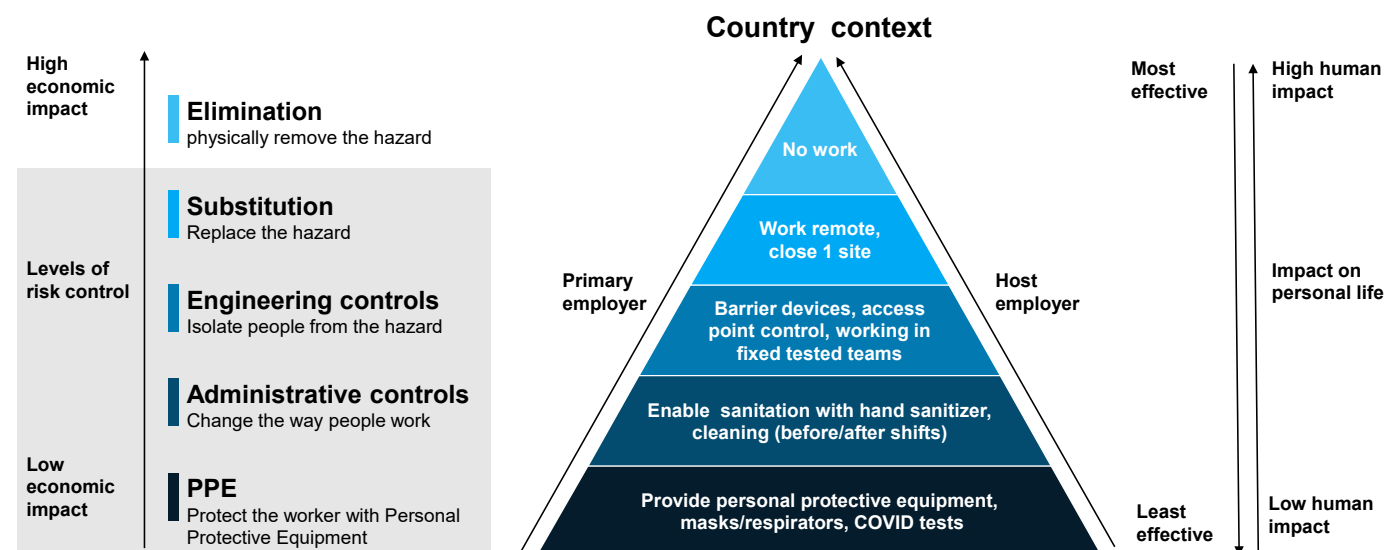 Country context
High
economic
impact
Elimination
physically remove the hazard
Substitution
Replace the hazard
Levels of
risk control
Engineering controls
Isolate people from the hazard
Administrative controls
Change the way people work
Low
economic
impact
PPE
Protect the worker with Personal
Protective Equipment
No work
Work remote,
close 1 site
Primary
employer
Host
employer
Barrier devices, access
point control, working in
fixed tested teams
Enable sanitation with hand sanitizer,
cleaning (before/after shifts)
Provide personal protective equipment,
masks/respirators, COVID tests
Most
effective
High human
impact
Impact on
personal life
Least
effective
Low human
impact